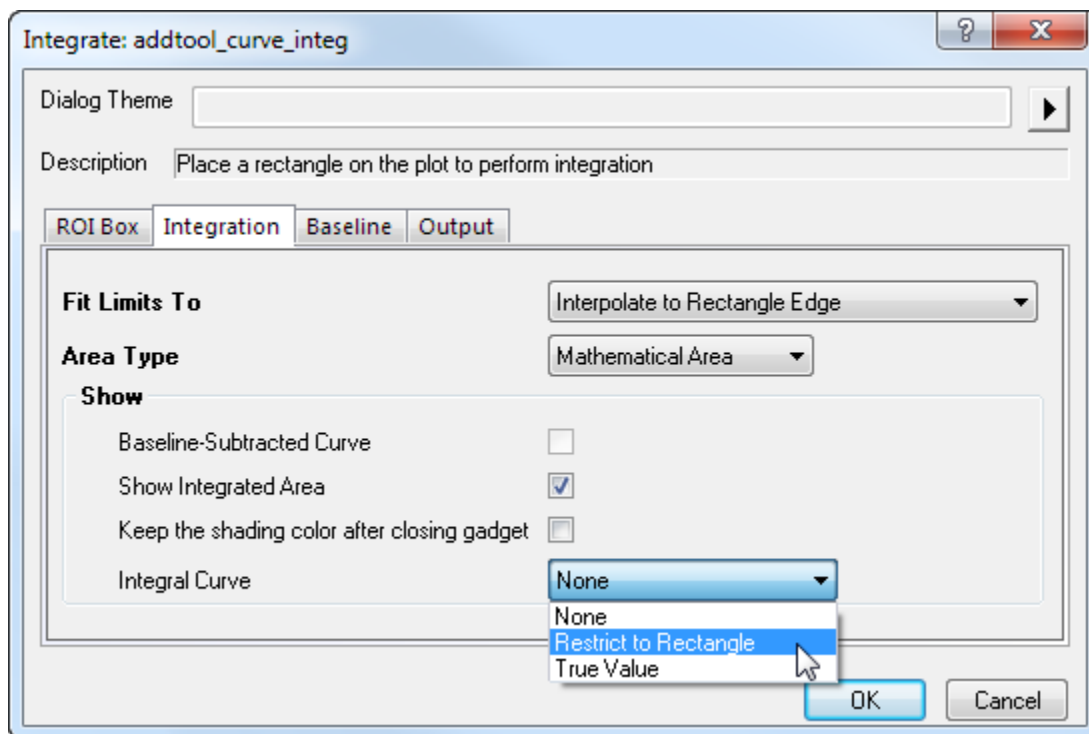 Integrate: addtool_curve_integ
Dialog Theme
Description Place a rectangle on the plot to perform integration
ROI Box Integration Baseline Output
Fit Limits To Interpolate to Rectangle Edge
Area Type Mathematical Area
Show
Baseline-Subtracted Curve
Show Integrated Area
Keep the shading color after closing gadget
Integral Curve None
None
Restrict to Rectangle
True Value
OK Cancel